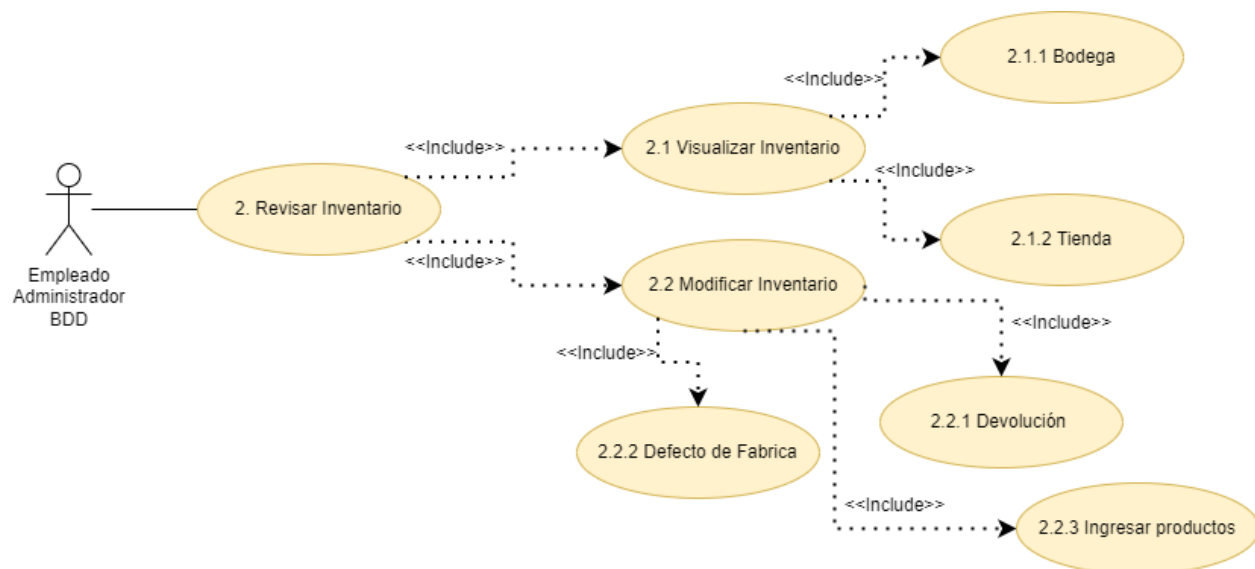 2.1.1 Bodega
<<Include>>
<<Include>>
2.1 Visualizar Inventario
<<Include>>
2. Revisar Inventario
2.1.2 Tienda
<<Include>>
Empleado
Administrador
BDD
2.2 Modificar Inventario
<<Include>>
<<Include>>
2.2.1 Devolución
2.2.2 Defecto de Fabrica
<<Include>>
2.2.3 Ingresar productos